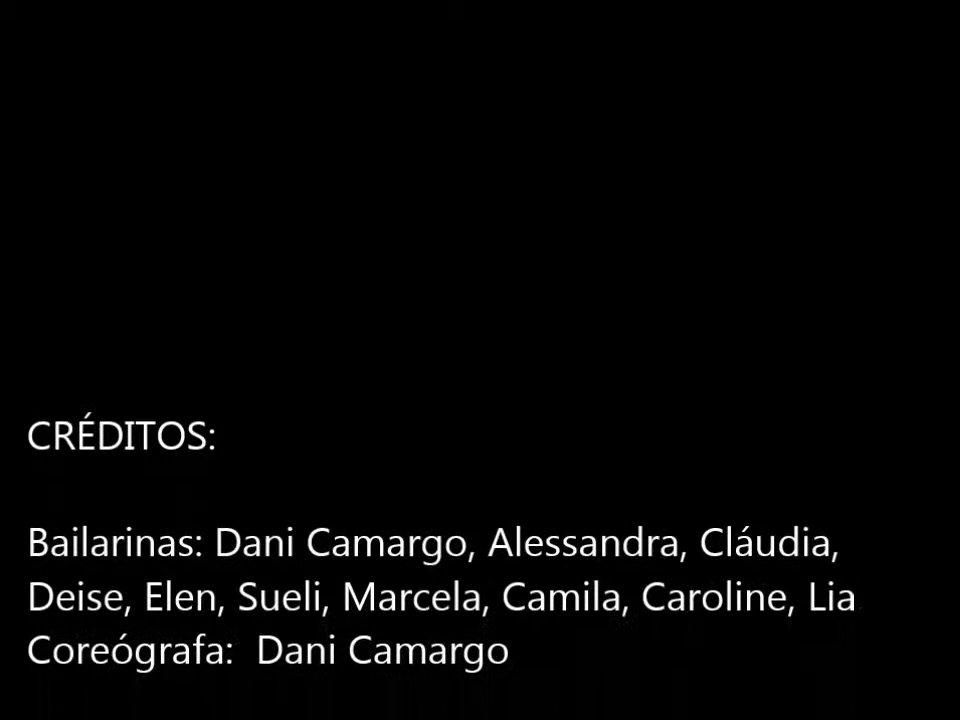 CRÉDITOS:
Bailarinas: Dani Camargo, Alessandra, Cláudia,
Deise, Elen, Sueli, Marcela, Camila, Caroline, Lia
Coreógrafa:  Dani Camargo